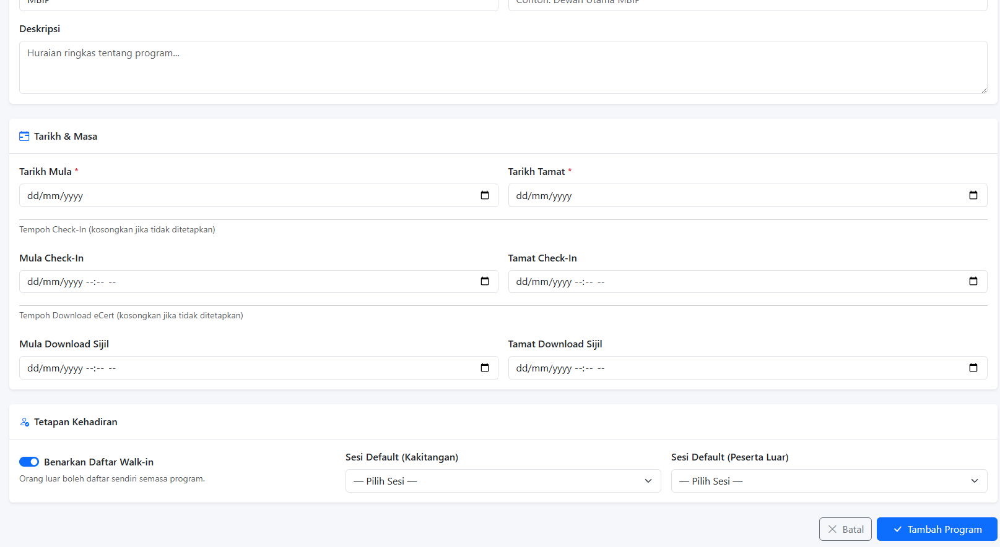 MBIP
Contoh: Dewan Utama MBIP
Deskripsi
Huraian ringkas tentang program...
Tarikh & Masa
Tarikh Mula *
Tarikh Tamat *
dd/mm/yyyy
dd/mm/yyyy
Tempoh Check-In (kosongkan jika tidak ditetapkan)
Mula Check-In
Tamat Check-In
dd/mm/yyyy --:-- --
dd/mm/yyyy --:-- --
Tempoh Download eCert (kosongkan jika tidak ditetapkan)
Mula Download Sijil
Tamat Download Sijil
dd/mm/yyyy --:-- --
dd/mm/yyyy --:-- --
Tetapan Kehadiran
Benarkan Daftar Walk-in
Orang luar boleh daftar sendiri semasa program.
Sesi Default (Kakitangan)
— Pilih Sesi —
Sesi Default (Peserta Luar)
— Pilih Sesi —
Batal
Tambah Program